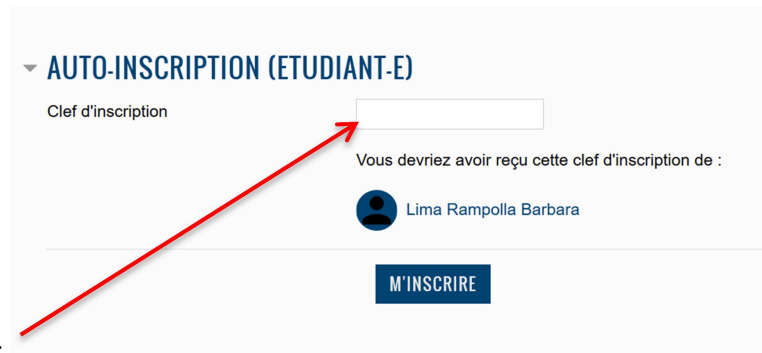 AUTO-INSCRIPTION (ETUDIANT-E)
Clef d'inscription
Vous devriez avoir reçu cette clef d'inscription de :
Lima Rampolla Barbara
M'INSCRIRE